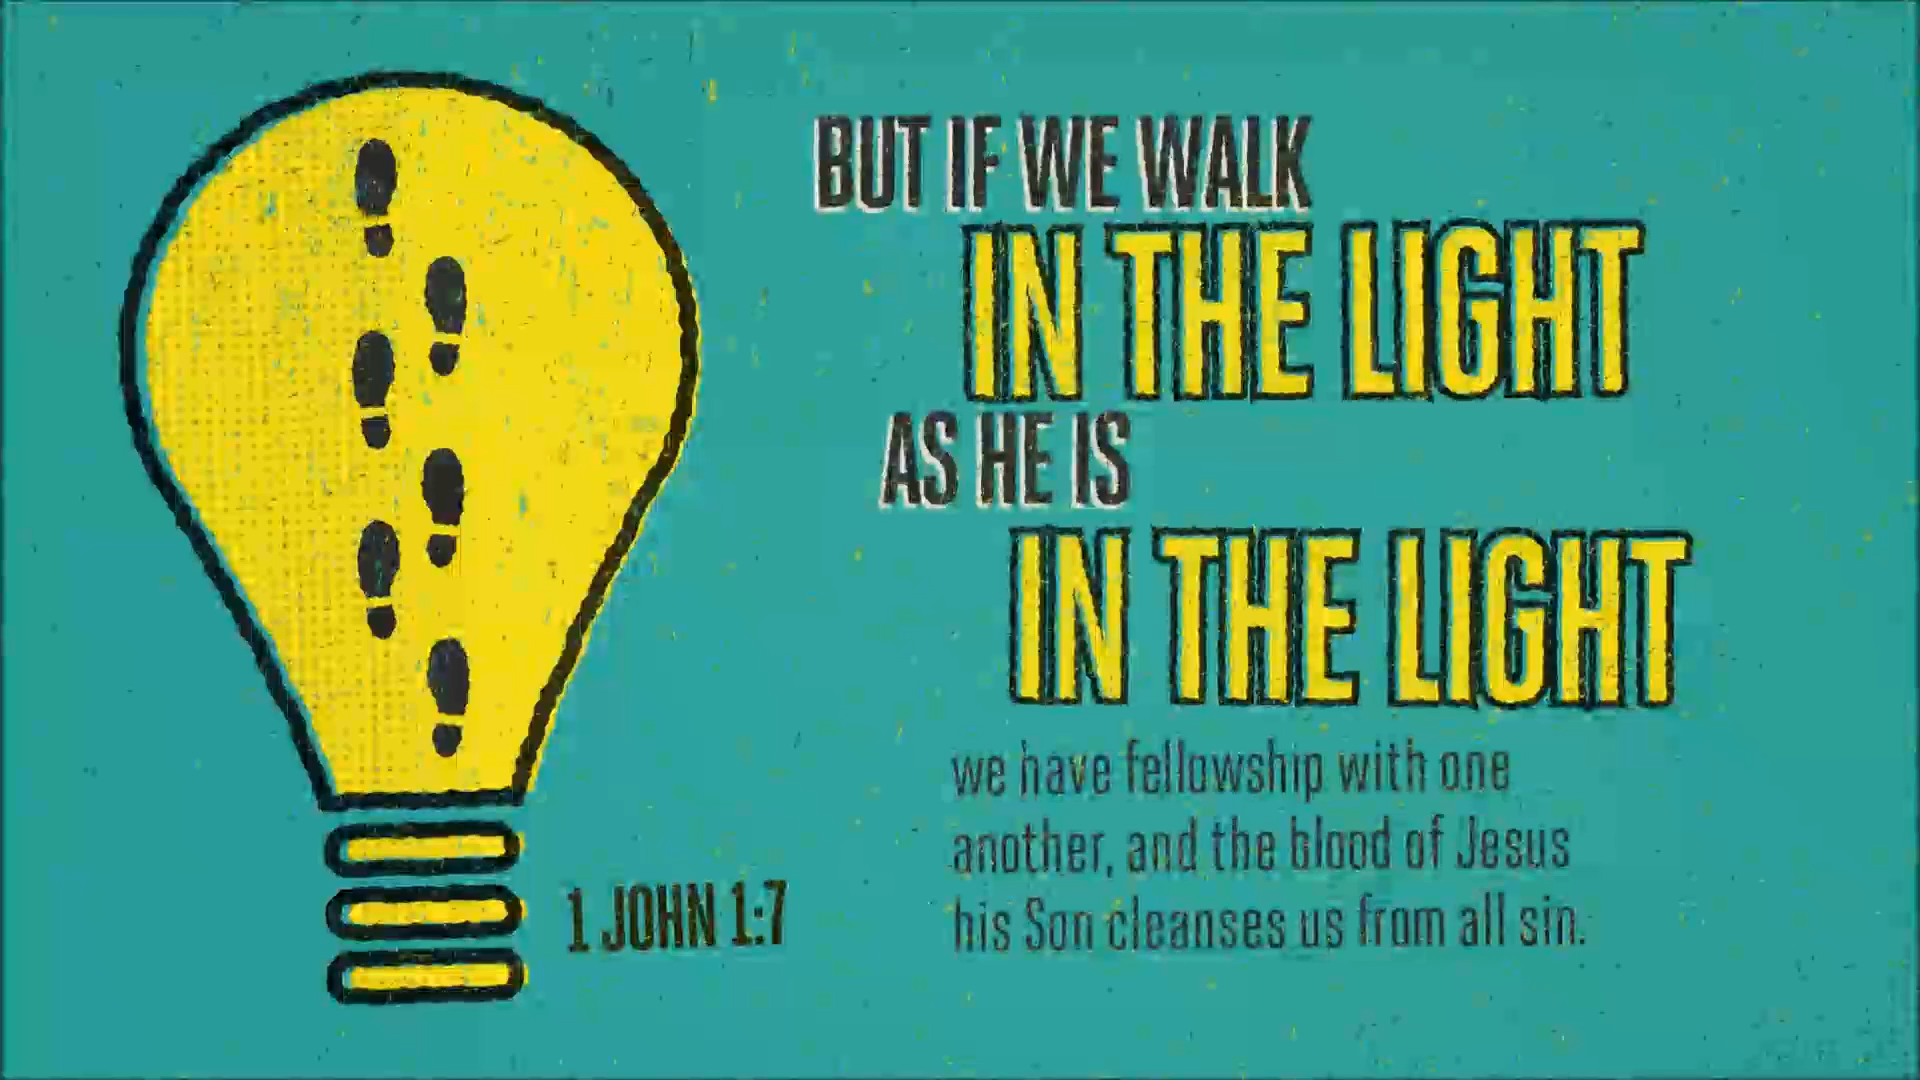 BUT IF WE WALK
IN THE LIGHT
AS HE IS
IN THE LIGHT
we have fellowship with one
another, and the blood of Jesus
his Son cleanses us from all sin.
1 JOHN 1:7